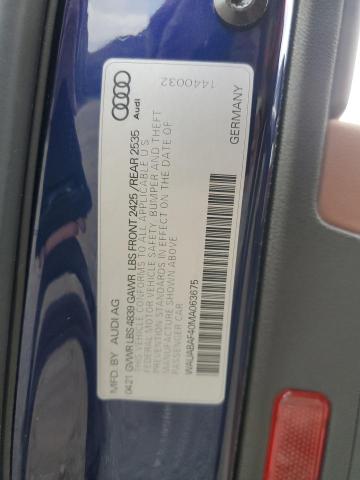 Audi
1440032
MFD. BY  AUDI AG
GERMANY
0421 GVWR LBS 4839 GAWR  LBS FRONT 2425 /REAR 2535
THIS VEHICLE CONFORMS TO ALL APPLICABLE U S
FEDERAL MOTOR VEHICLE SAFETY, BUMPER AND THEFT
PREVENTION STANDARDS IN EFFECT ON THE DATE OF
MANUFACTURE SHOWN ABOVE
PASSENGER CAR
WAUABAF40MA063675